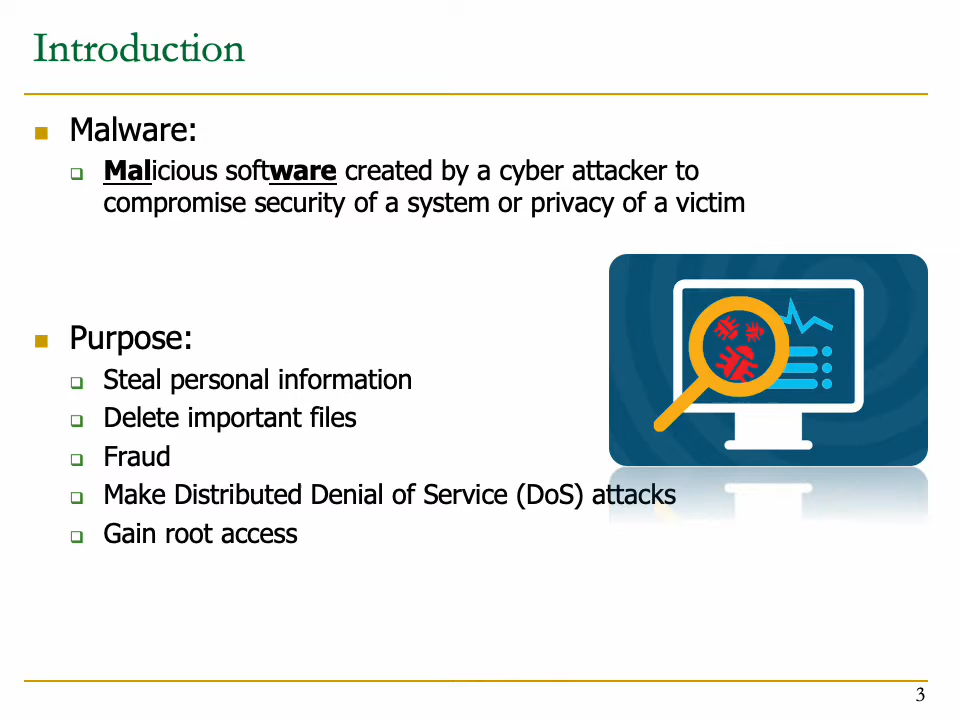 Introduction
Malware:
Malicious software created by a cyber attacker to
compromise security of a system or privacy of a victim
Purpose:
Steal personal information
Delete important files
Fraud
Make Distributed Denial of Service (DoS) attacks
Gain root access
3